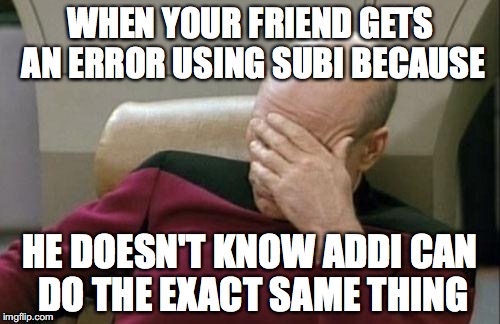 WHEN YOUR FRIEND GETS
AN ERROR USING SUBI BECAUSE
HE DOESN'T KNOW ADDI CAN
DO THE EXACT SAME THING
imgflip.com